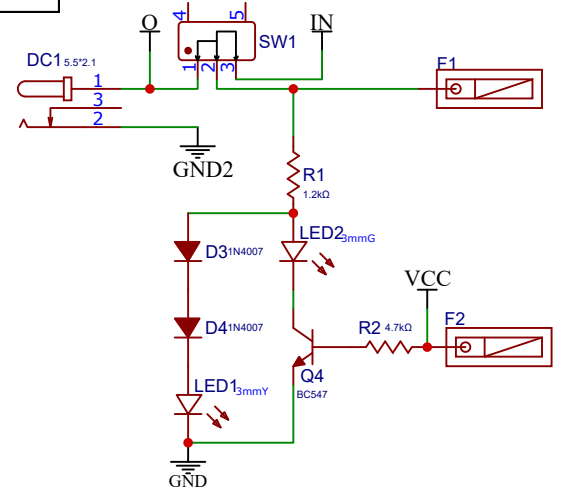 4 5
O IN
SW1
DC1 5.5*2.1
1 2 3
1
3
2
F1
GND2
R1
1.2kΩ
LED2 3mmG
D3 1N4007
VCC
D4 1N4007
R2 4.7kΩ
F2
LED1 3mmY
Q4
BC547
GND